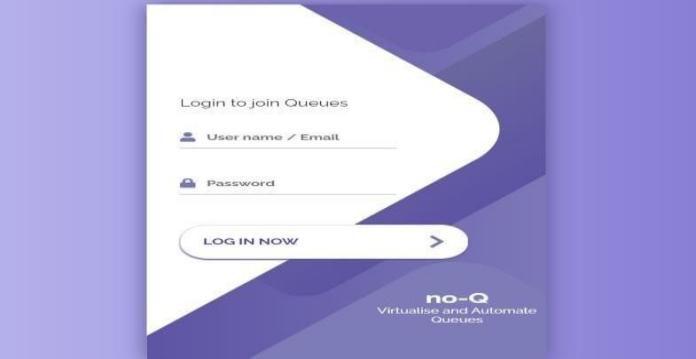 Login to join Queues
User name / Email
Password
LOG IN NOW
no-Q
Virtualise and Automate
Queues